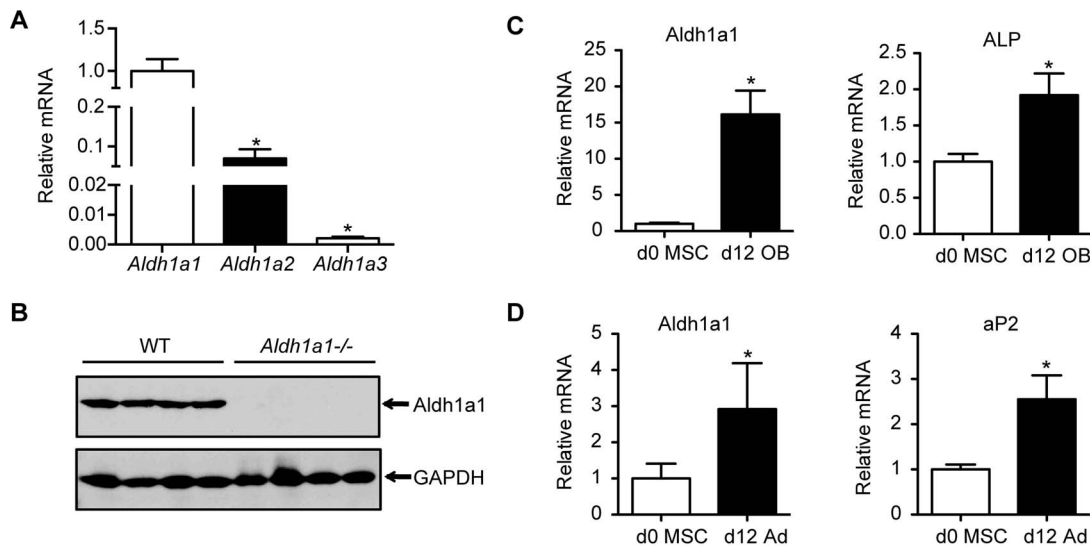 A
Relative mRNA
1.5
1.0
0.2
0.1
0.02
0.01
0.00
*
*
Aldh1a1 Aldh1a2 Aldh1a3
B
WT Aldh1a1-/-
Aldh1a1
GAPDH
C
Aldh1a1
Relative mRNA
25
20
15
10
5
0
*
d0 MSC d12 OB
ALP
Relative mRNA
2.5
2.0
1.5
1.0
0.5
0.0
*
d0 MSC d12 OB
D
Aldh1a1
Relative mRNA
5
4
3
2
1
0
*
d0 MSC d12 Ad
aP2
Relative mRNA
4
3
2
1
0
*
d0 MSC d12 Ad